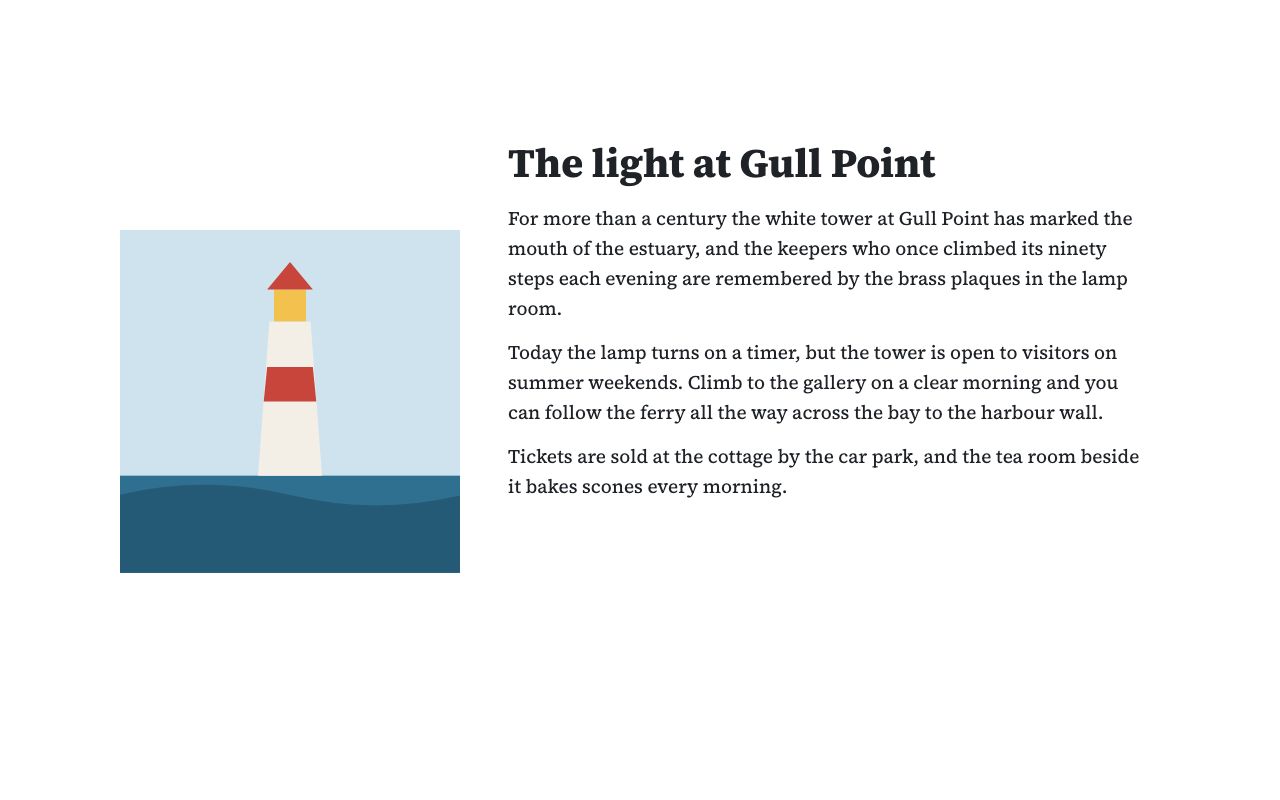 The light at Gull Point
For more than a century the white tower at Gull Point has marked the
mouth of the estuary, and the keepers who once climbed its ninety
steps each evening are remembered by the brass plaques in the lamp
room.
Today the lamp turns on a timer, but the tower is open to visitors on
summer weekends. Climb to the gallery on a clear morning and you
can follow the ferry all the way across the bay to the harbour wall.
Tickets are sold at the cottage by the car park, and the tea room beside
it bakes scones every morning.